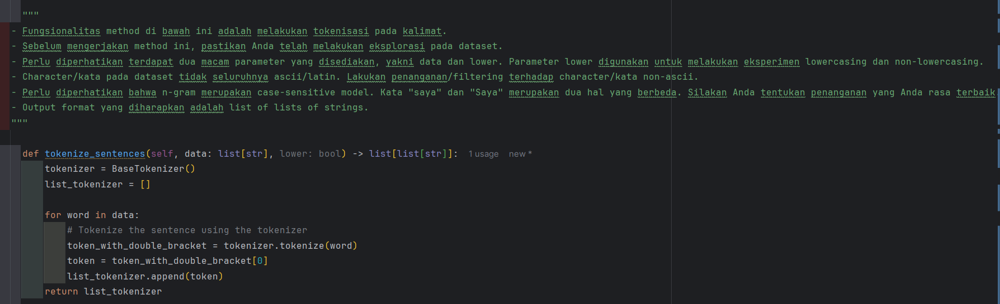 """
- Fungsionalitas method di bawah ini adalah melakukan tokenisasi pada kalimat.
- Sebelum mengerjakan method ini, pastikan Anda telah melakukan eksplorasi pada dataset.
- Perlu diperhatikan terdapat dua macam parameter yang disediakan, yakni data dan lower. Parameter lower digunakan untuk melakukan eksperimen lowercasing dan non-lowercasing.
- Character/kata pada dataset tidak seluruhnya ascii/latin. Lakukan penanganan/filtering terhadap character/kata non-ascii.
- Perlu diperhatikan bahwa n-gram merupakan case-sensitive model. Kata "saya" dan "Saya" merupakan dua hal yang berbeda. Silakan Anda tentukan penanganan yang Anda rasa terbaik
- Output format yang diharapkan adalah list of lists of strings.
"""
def tokenize_sentences(self, data: list[str], lower: bool) -> list[list[str]]: 1 usage new *
tokenizer = BaseTokenizer()
list_tokenizer = []
for word in data:
# Tokenize the sentence using the tokenizer
token_with_double_bracket = tokenizer.tokenize(word)
token = token_with_double_bracket[0]
list_tokenizer.append(token)
return list_tokenizer